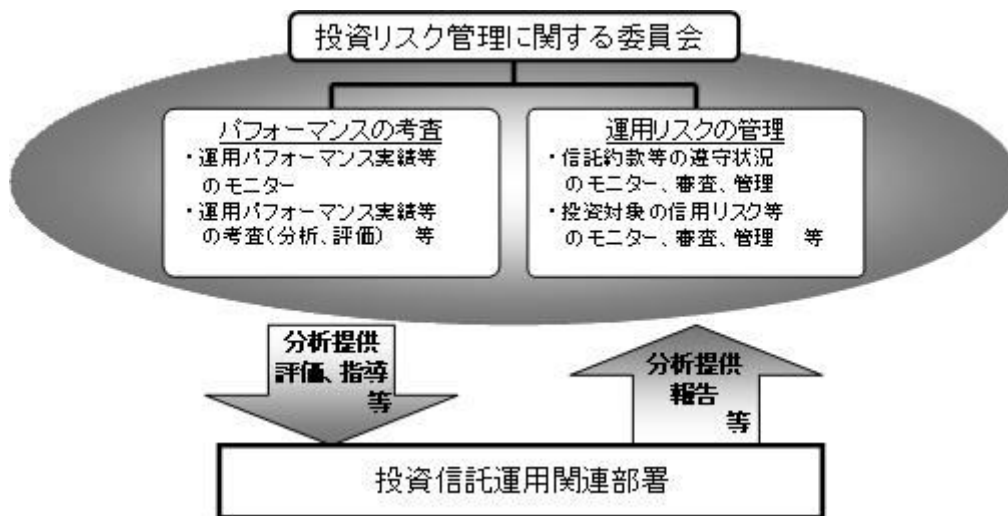 投資リスク管理に関する委員会
パフォーマンスの考査
・運用パフォーマンス実績等
のモニター
・運用パフォーマンス実績等
の考査(分析、評価) 等
運用リスクの管理
・信託約款等の遵守状況
のモニター、審査、管理
・投資対象の信用リスク等
のモニター、審査、管理 等
分析提供
評価、指導
等
分析提供
報告
等
投資信託運用関連部署